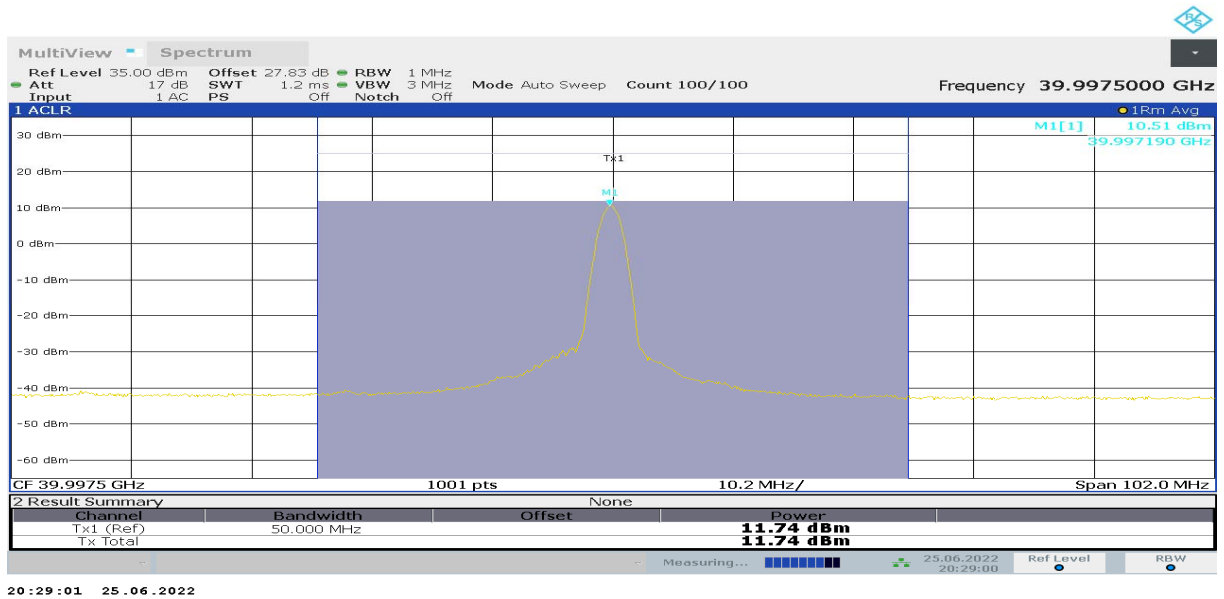 R&S
MultiView Spectrum
Ref Level 35.00 dBm Offset 27.83 dB RBW 1 MHz
Att 17 dB SWT 1.2 ms VBW 3 MHz Mode Auto Sweep Count 100/100 Frequency 39.9975000 GHz
Input 1 AC PS Off Notch Off
1 ACLR 1Rm Avg
M1[1] 10.51 dBm
39.997190 GHz
30 dBm
Tx1
20 dBm
M1
10 dBm
0 dBm
-10 dBm
-20 dBm
-30 dBm
-40 dBm
-50 dBm
-60 dBm
CF 39.9975 GHz 1001 pts 10.2 MHz/ Span 102.0 MHz
2 Result Summary None
Channel Bandwidth Offset Power
Tx1 (Ref) 50.000 MHz 11.74 dBm
Tx Total 11.74 dBm
Measuring... 25.06.2022 Ref Level RBW
20:29:00
20:29:01 25.06.2022